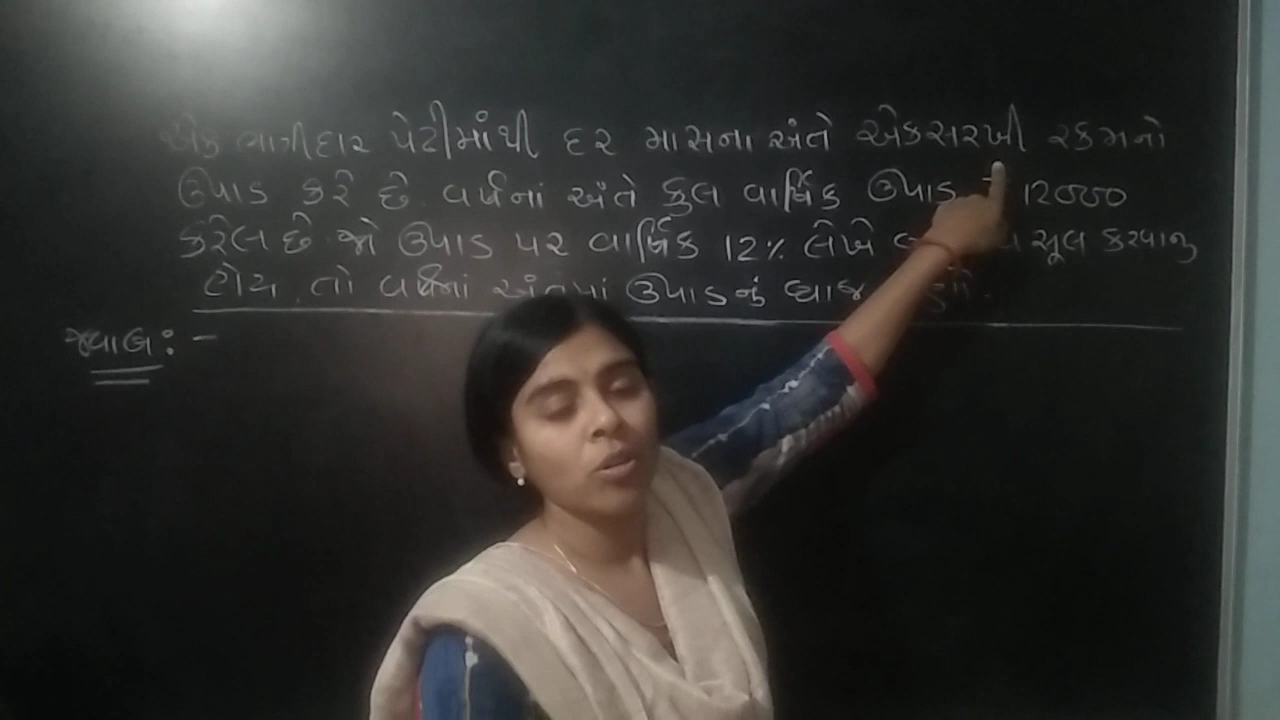 એક ભાગીદાર પેઢીમાંથી દર માસના અંતે એકસરખી રકમનો
ઉપાડ કરે છે. વર્ષનાં અંતે કુલ વાર્ષિક ઉપાડ 12000
કરેલ છે. જો ઉપાડ પર વાર્ષિક 12% લેખે વસૂલ કરવાનુ
હોય, તો વર્ષનાં અંતમાં ઉપાડનું વ્યાજ
જવાબ:-